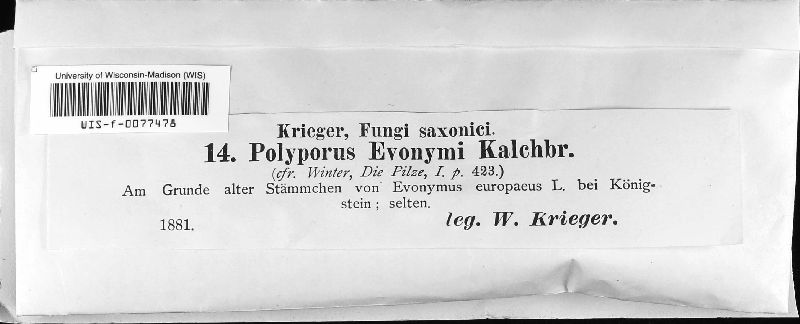 University of Wisconsin-Madison (WIS)
WIS-f-0077478
Krieger, Fungi saxonici.
14. Polyporus Evonymi Kalchbr.
(cfr. Winter, Die Pilze, I. p. 423.)
Am Grunde alter Stämmchen von Evonymus europaeus L. bei König-
stein; selten.
1881.
leg. W. Krieger.